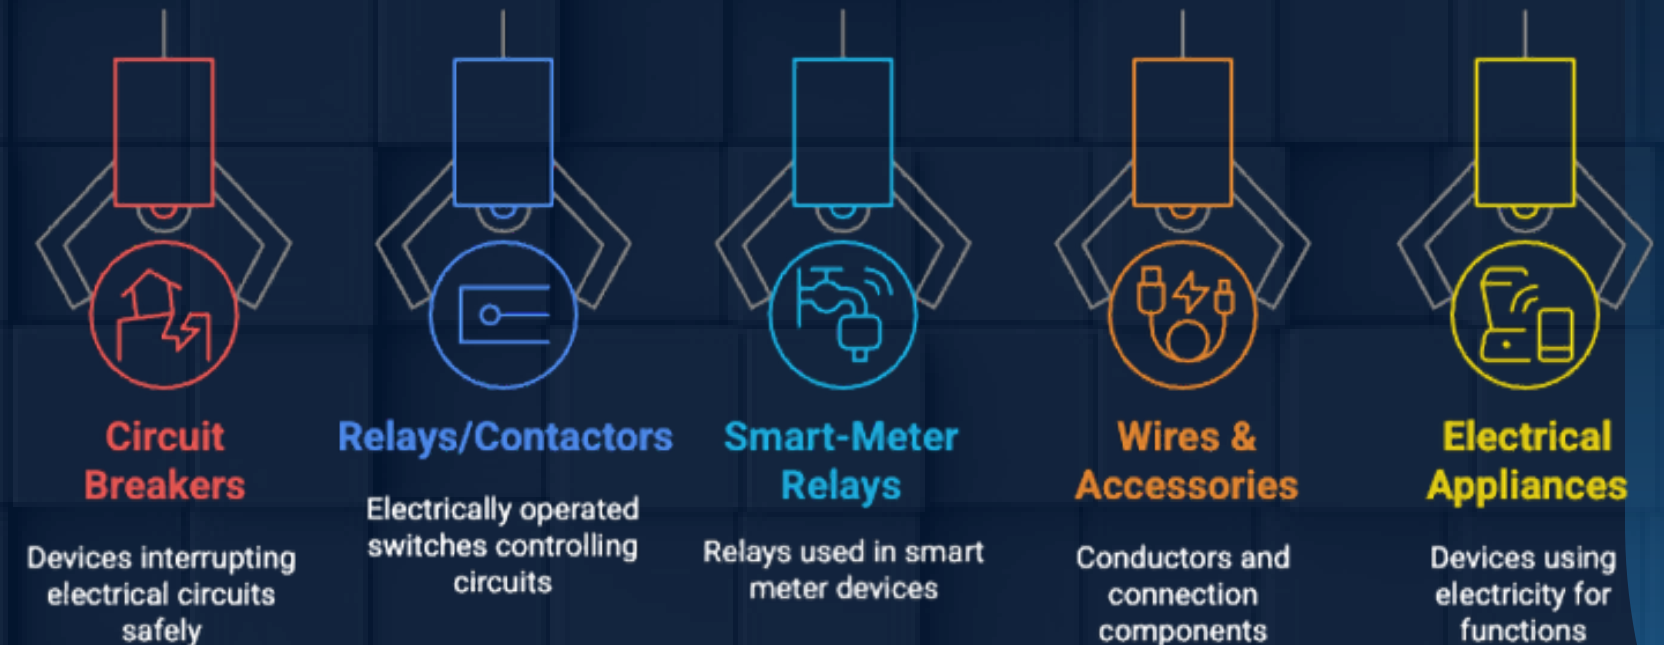 Circuit
Breakers
Devices interrupting
electrical circuits
safely
Relays/Contactors
Electrically operated
switches controlling
circuits
Smart-Meter
Relays
Relays used in smart
meter devices
Wires &
Accessories
Conductors and
connection
components
Electrical
Appliances
Devices using
electricity for
functions